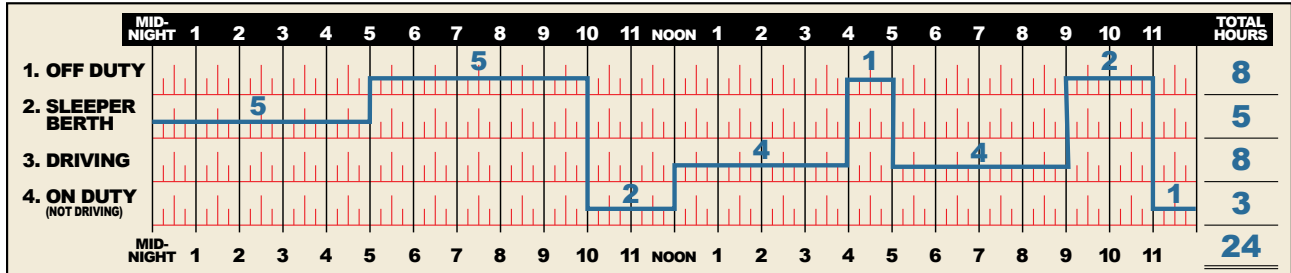 MID-NIGHT 1 2 3 4 5 6 7 8 9 10 11 NOON 1 2 3 4 5 6 7 8 9 10 11 TOTAL HOURS
1. OFF DUTY 5 1 2 8
2. SLEEPER BERTH 5 5
3. DRIVING 4 4 8
4. ON DUTY (NOT DRIVING) 2 1 3
MID-NIGHT 1 2 3 4 5 6 7 8 9 10 11 NOON 1 2 3 4 5 6 7 8 9 10 11 24